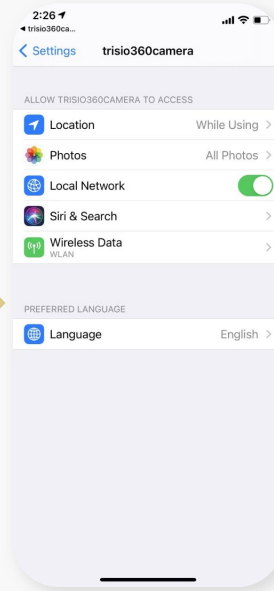 2:26
◀ trisio360ca...
Settings
trisio360camera
ALLOW TRISIO360CAMERA TO ACCESS
Location While Using
Photos All Photos
Local Network
Siri & Search
Wireless Data
WLAN
PREFERRED LANGUAGE
Language English